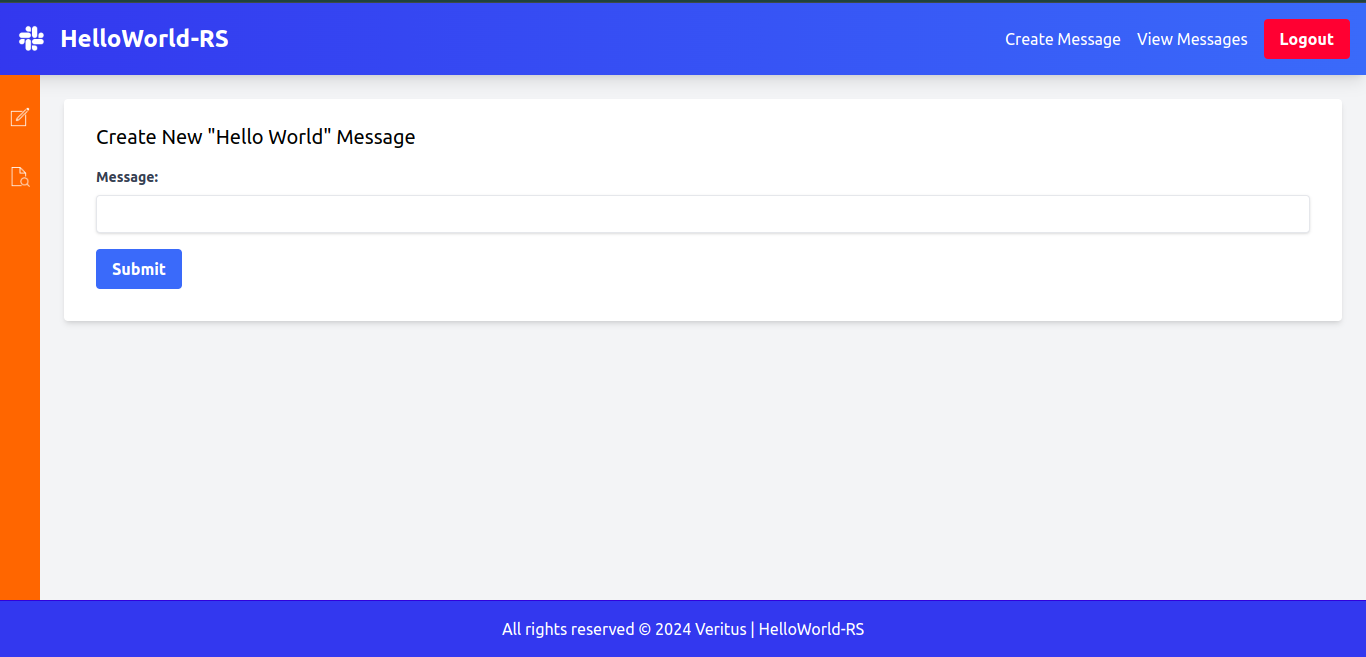 HelloWorld-RS
Create Message View Messages Logout
Create New "Hello World" Message
Message:
Submit
All rights reserved © 2024 Veritus | HelloWorld-RS